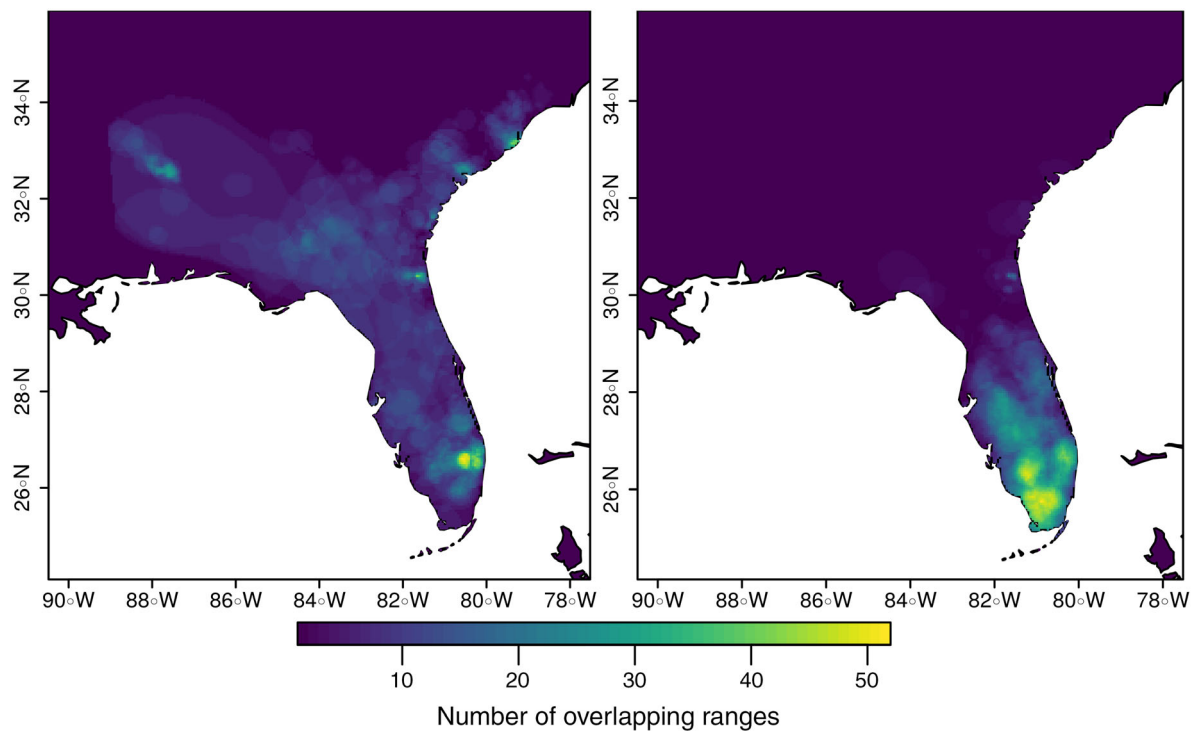 34○N
32○N
30○N
28○N
26○N
90○W 88○W 86○W 84○W 82○W 80○W 78○W
34○N
32○N
30○N
28○N
26○N
90○W 88○W 86○W 84○W 82○W 80○W 78○W
10 20 30 40 50
Number of overlapping ranges